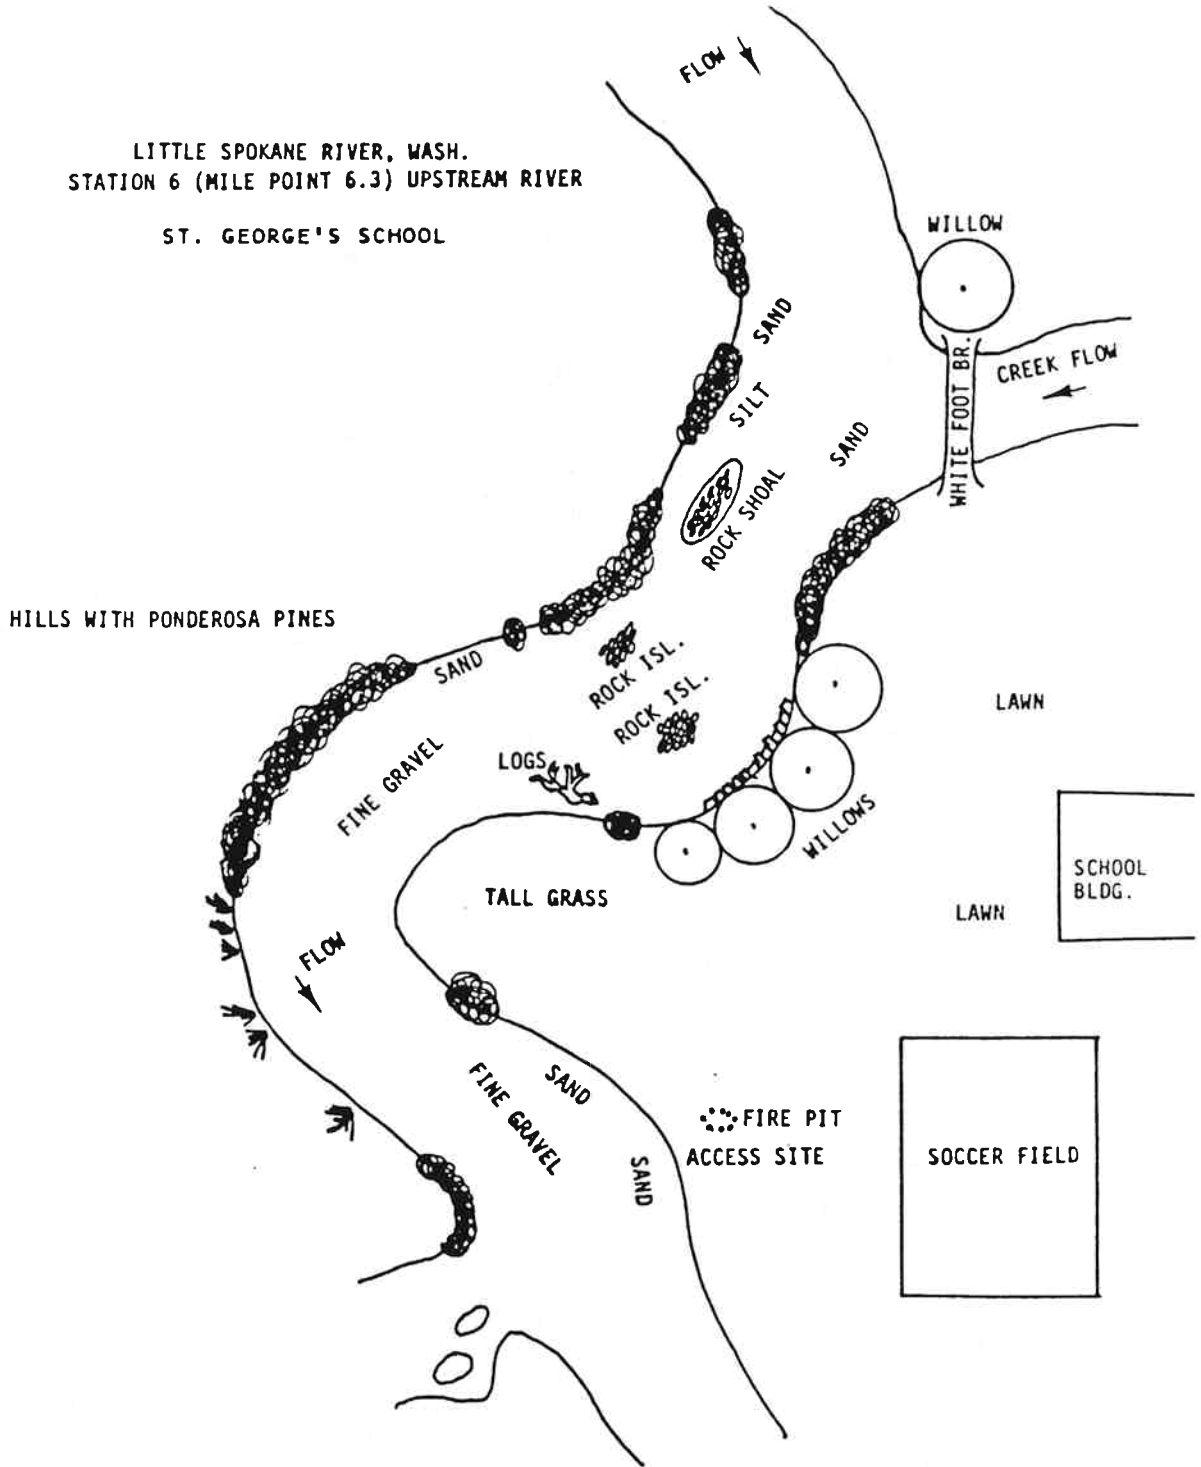 FLOW
LITTLE SPOKANE RIVER, WASH.
STATION 6 (MILE POINT 6.3) UPSTREAM RIVER
ST. GEORGE'S SCHOOL
WILLOW
SAND
WHITE FOOT BR.
CREEK FLOW
SILT
SAND
ROCK SHOAL
HILLS WITH PONDEROSA PINES
SAND
ROCK ISL.
ROCK ISL.
LAWN
LOGS
FINE GRAVEL
WILLOWS
SCHOOL
BLDG.
TALL GRASS
LAWN
FLOW
SAND
FINE GRAVEL
FIRE PIT
ACCESS SITE
SOCCER FIELD
SAND